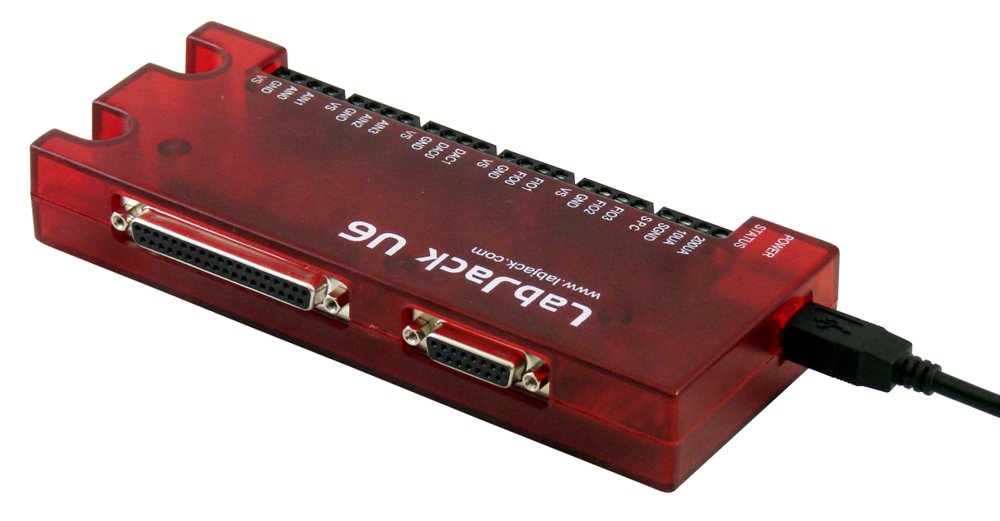 LabJack U6
www.labjack.com
VS
GND
AIN0
AIN1
VS
GND
AIN2
AIN3
VS
GND
DAC0
DAC1
VS
GND
FIO0
FIO1
VS
GND
FIO2
FIO3
SPC
SGND
10UA
200UA
STATUS
POWER